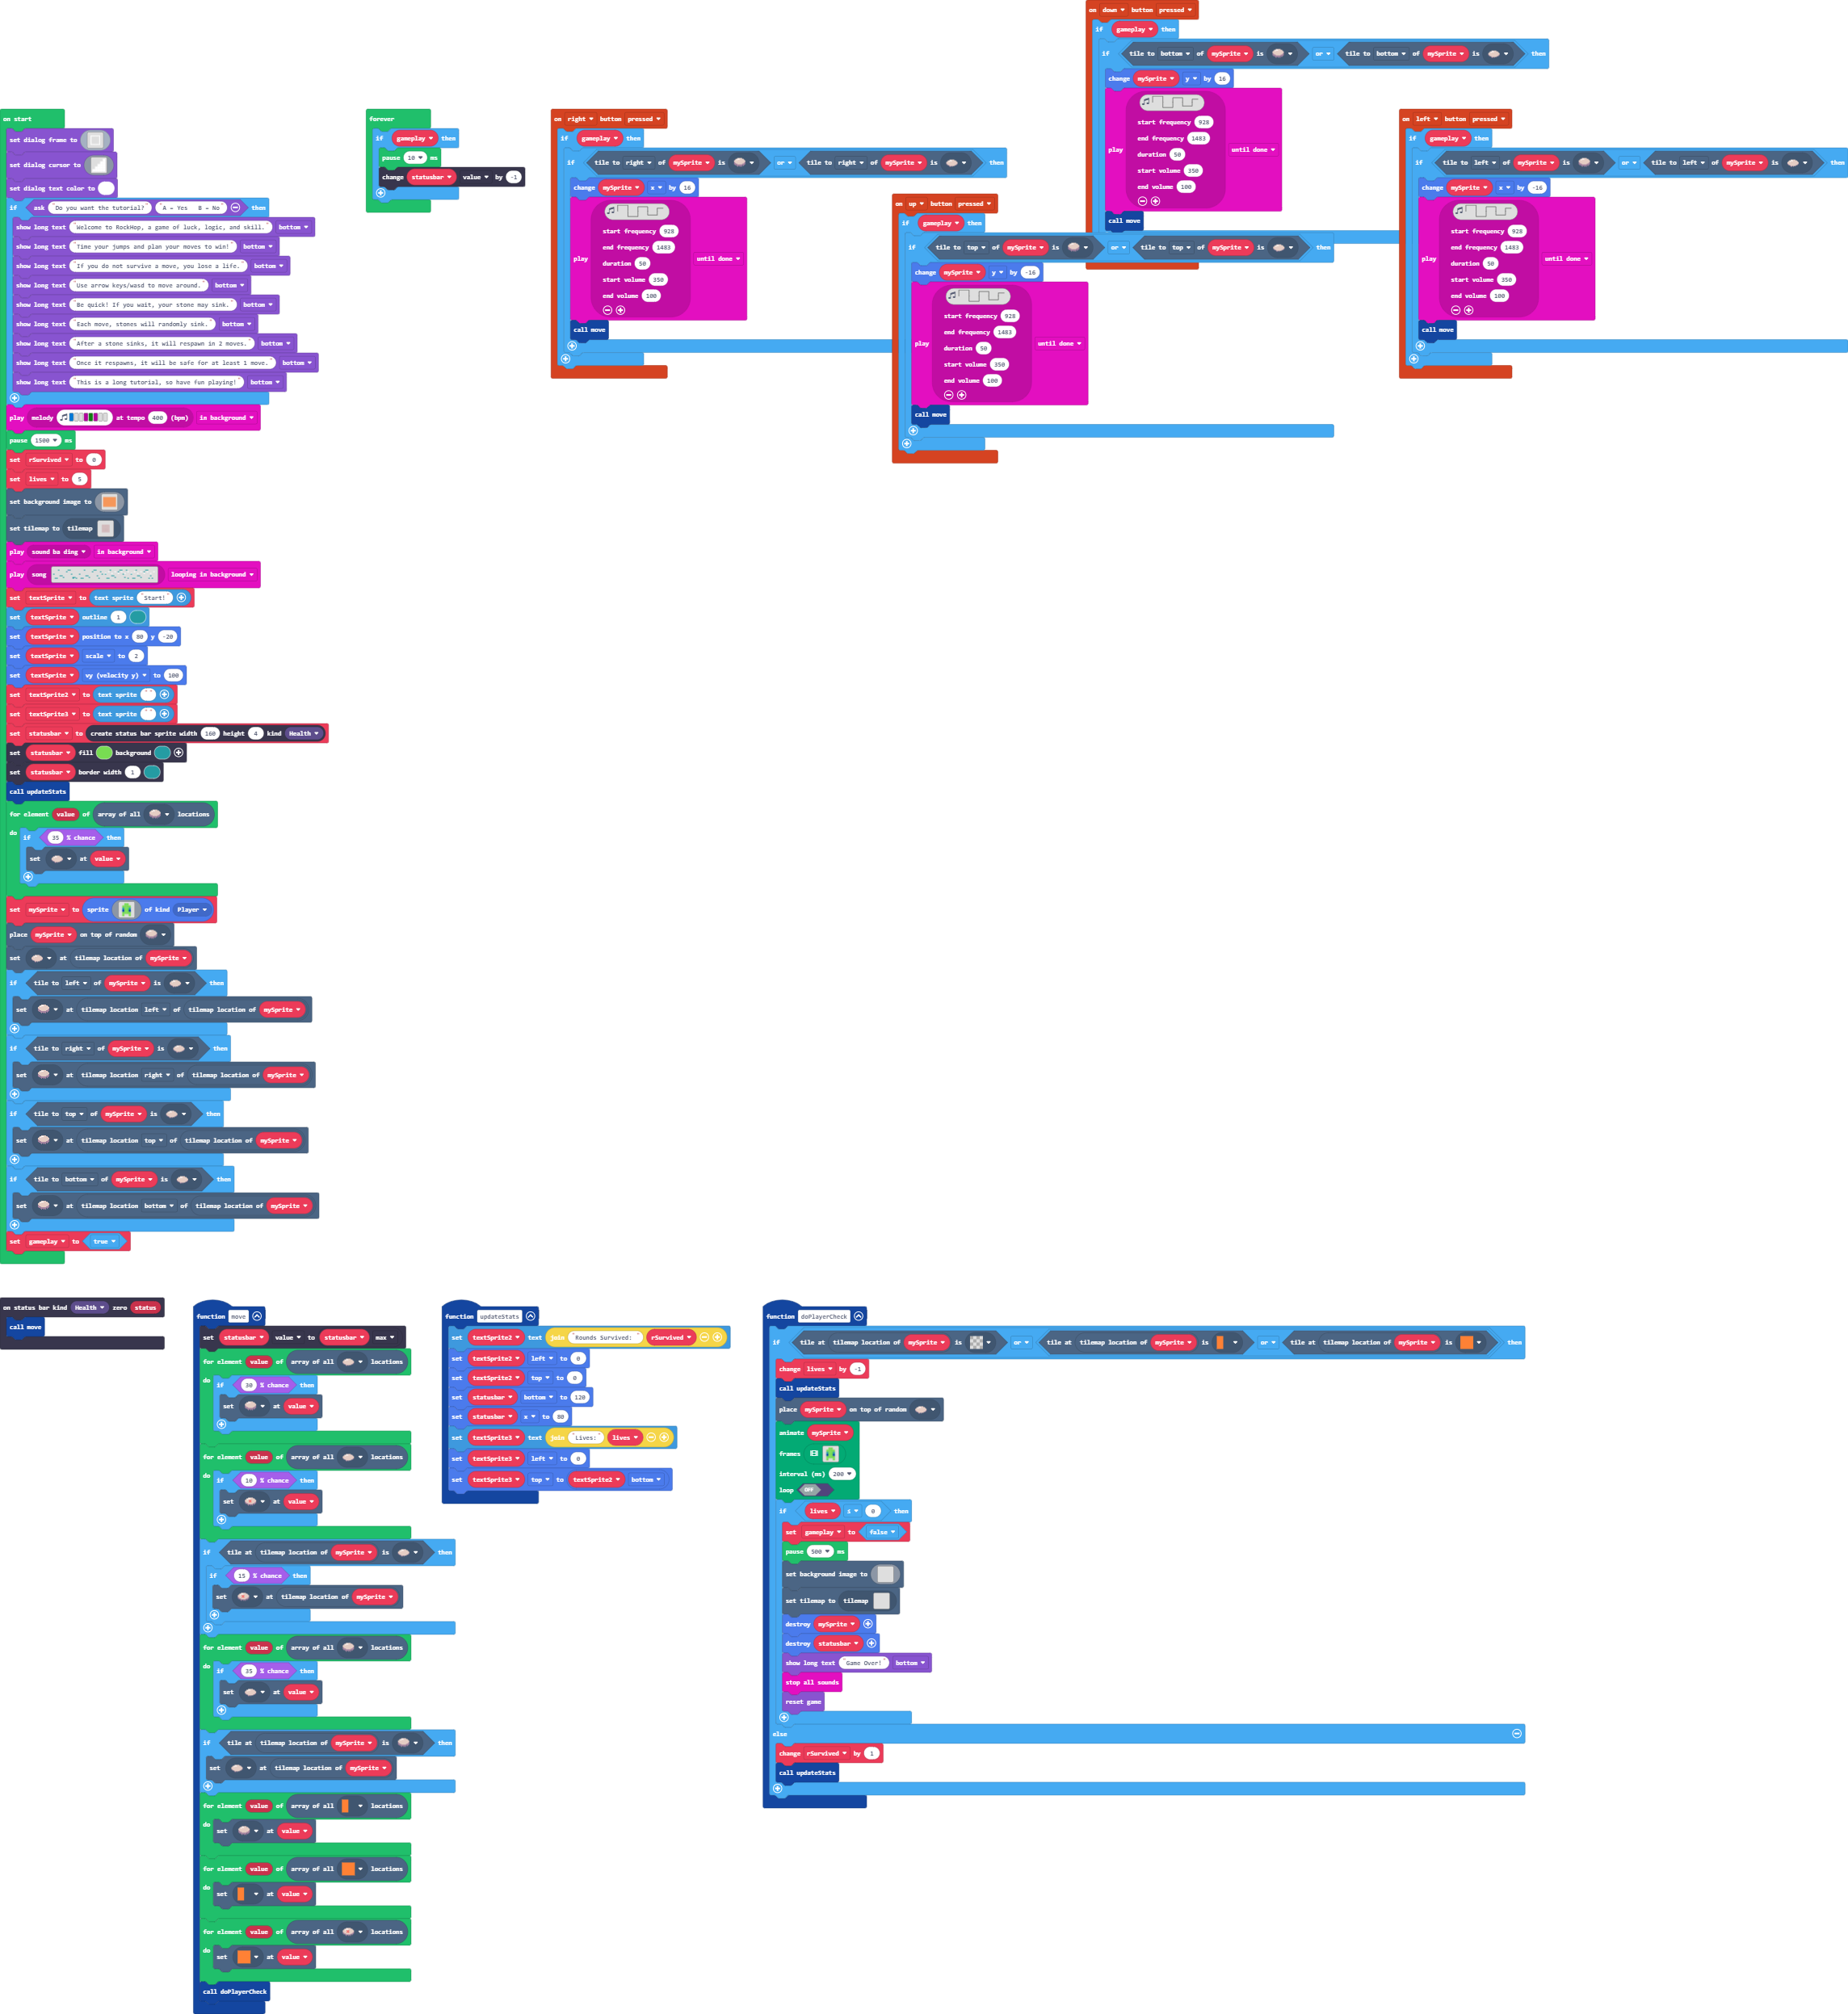 on down button pressed
if gameplay then
if tile to bottom of mySprite is or tile to bottom of mySprite is then
change mySprite y by 16
start frequency 928
end frequency 1483
duration 50
play until done
start volume 350
end volume 100
call move
on start
set dialog frame to
set dialog cursor to
set dialog text color to
if ask "Do you want the tutorial?" "A = Yes B = No" then
show long text "Welcome to RockHop, a game of luck, logic, and skill." bottom
show long text "Time your jumps and plan your moves to win!" bottom
show long text "If you do not survive a move, you lose a life." bottom
show long text "Use arrow keys/wasd to move around." bottom
show long text "Be quick! If you wait, your stone may sink." bottom
show long text "Each move, stones will randomly sink." bottom
show long text "After a stone sinks, it will respawn in 2 moves." bottom
show long text "Once it respawns, it will be safe for at least 1 move." bottom
show long text "This is a long tutorial, so have fun playing!" bottom
play melody at tempo 400 (bpm) in background
pause 1500 ms
set rSurvived to 0
set lives to 5
set background image to
set tilemap to tilemap
play sound ba ding in background
play song looping in background
set textSprite to text sprite "Start!"
set textSprite outline 1
set textSprite position to x 80 y -20
set textSprite scale to 2
set textSprite vy (velocity y) to 100
set textSprite2 to text sprite " "
set textSprite3 to text sprite " "
set statusbar to create status bar sprite width 160 height 4 kind Health
set statusbar fill background
set statusbar border width 1
call updateStats
for element value of array of all locations
do if 35 % chance then
set at value
set mySprite to sprite of kind Player
place mySprite on top of random
set at tilemap location of mySprite
if tile to left of mySprite is then
set at tilemap location left of tilemap location of mySprite
if tile to right of mySprite is then
set at tilemap location right of tilemap location of mySprite
if tile to top of mySprite is then
set at tilemap location top of tilemap location of mySprite
if tile to bottom of mySprite is then
set at tilemap location bottom of tilemap location of mySprite
set gameplay to true
forever
if gameplay then
pause 10 ms
change statusbar value by -1
on right button pressed
if gameplay then
if tile to right of mySprite is or tile to right of mySprite is then
change mySprite x by 16
start frequency 928
end frequency 1483
duration 50
play until done
start volume 350
end volume 100
call move
on up button pressed
if gameplay then
if tile to top of mySprite is or tile to top of mySprite is then
change mySprite y by -16
start frequency 928
end frequency 1483
play duration 50 until done
start volume 350
end volume 100
call move
on left button pressed
if gameplay then
if tile to left of mySprite is or tile to left of mySprite is then
change mySprite x by -16
start frequency 928
end frequency 1483
duration 50
play until done
start volume 350
end volume 100
call move
on status bar kind Health zero status
call move
function move
set statusbar value to statusbar max
for element value of array of all locations
do if 30 % chance then
set at value
for element value of array of all locations
do if 10 % chance then
set at value
if tile at tilemap location of mySprite is then
if 15 % chance then
set at tilemap location of mySprite
for element value of array of all locations
do if 35 % chance then
set at value
if tile at tilemap location of mySprite is then
set at tilemap location of mySprite
for element value of array of all locations
do set at value
for element value of array of all locations
do set at value
for element value of array of all locations
do set at value
call doPlayerCheck
function updateStats
set textSprite2 text join "Rounds Survived: " rSurvived
set textSprite2 left to 0
set textSprite2 top to 0
set statusbar bottom to 120
set statusbar x to 80
set textSprite3 text join "Lives: " lives
set textSprite3 left to 0
set textSprite3 top to textSprite2 bottom
function doPlayerCheck
if tile at tilemap location of mySprite is or tile at tilemap location of mySprite is or tile at tilemap location of mySprite is then
change lives by -1
call updateStats
place mySprite on top of random
animate mySprite
frames
interval (ms) 200
loop OFF
if lives ≤ 0 then
set gameplay to false
pause 500 ms
set background image to
set tilemap to tilemap
destroy mySprite
destroy statusbar
show long text "Game Over!" bottom
stop all sounds
reset game
else
change rSurvived by 1
call updateStats